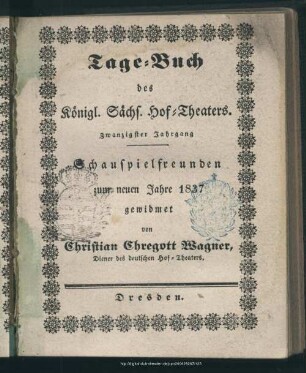 Tage-Buch
des
Königl. Sächs. Hof-Theaters.
Zwanzigster Jahrgang
Schauspielfreunden
zum neuen Jahre 1837
gewidmet
von
Christian Ehregott Wagner,
Diener des deutschen Hof-Theaters.
Dresden.